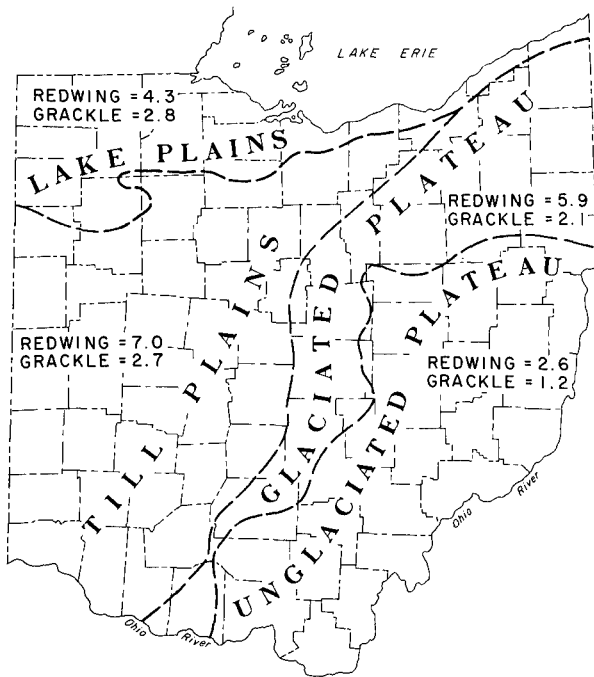 LAKE ERIE
REDWING = 4.3
GRACKLE = 2.8
LAKE PLAINS
REDWING = 5.9
GRACKLE = 2.1
GLACIATED PLATEAU
REDWING = 7.0
GRACKLE = 2.7
TILL PLAINS
REDWING = 2.6
GRACKLE = 1.2
UNGLACIATED PLATEAU
Ohio River
Ohio River